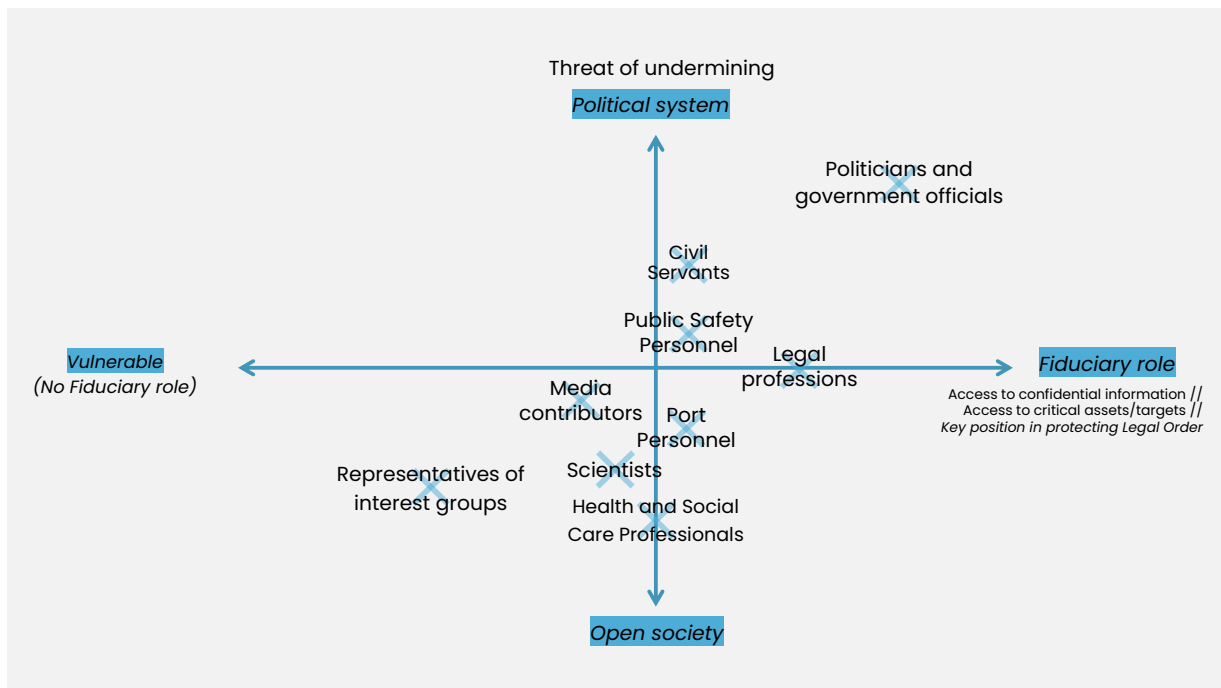 Threat of undermining
Political system
Politicians and
government officials
Civil
Servants
Public Safety
Personnel
Legal
professions
Vulnerable
(No Fiduciary role)
Fiduciary role
Access to confidential information //
Access to critical assets/targets //
Key position in protecting Legal Order
Media
contributors
Port
Personnel
Scientists
Representatives of
interest groups
Health and Social
Care Professionals
Open society